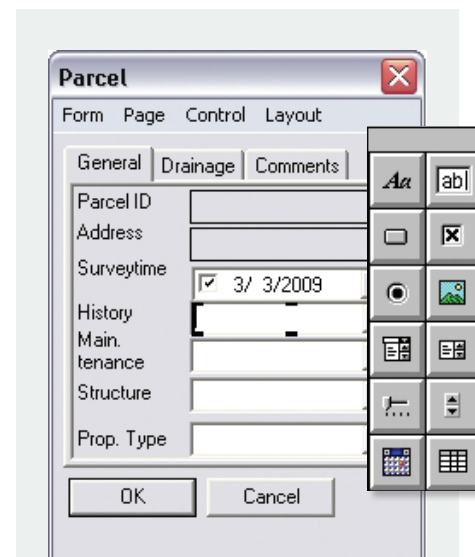 Parcel
Form Page Control Layout
General Drainage Comments
Parcel ID
Address
Surveytime
3/ 3/2009
History
Main.
tenance
Structure
Prop. Type
OK Cancel
Aa ab